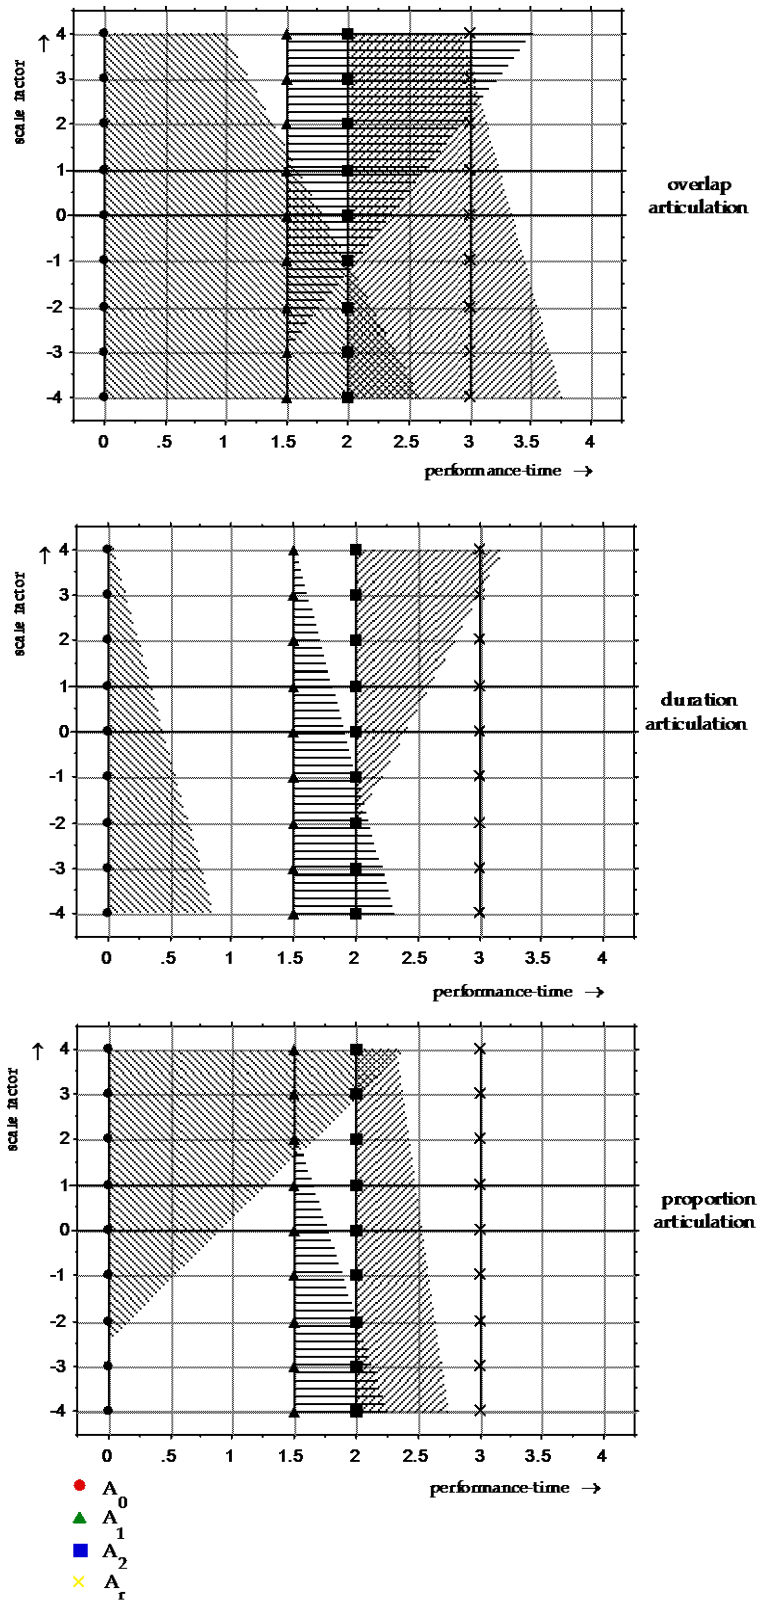 scale factor →
4
3
2
1
0
-1
-2
-3
-4
0 .5 1 1.5 2 2.5 3 3.5 4
performance-time →
overlap
articulation
scale factor →
4
3
2
1
0
-1
-2
-3
-4
0 .5 1 1.5 2 2.5 3 3.5 4
performance-time →
duration
articulation
scale factor →
4
3
2
1
0
-1
-2
-3
-4
0 .5 1 1.5 2 2.5 3 3.5 4
performance-time →
proportion
articulation
A0
A1
A2
Ar